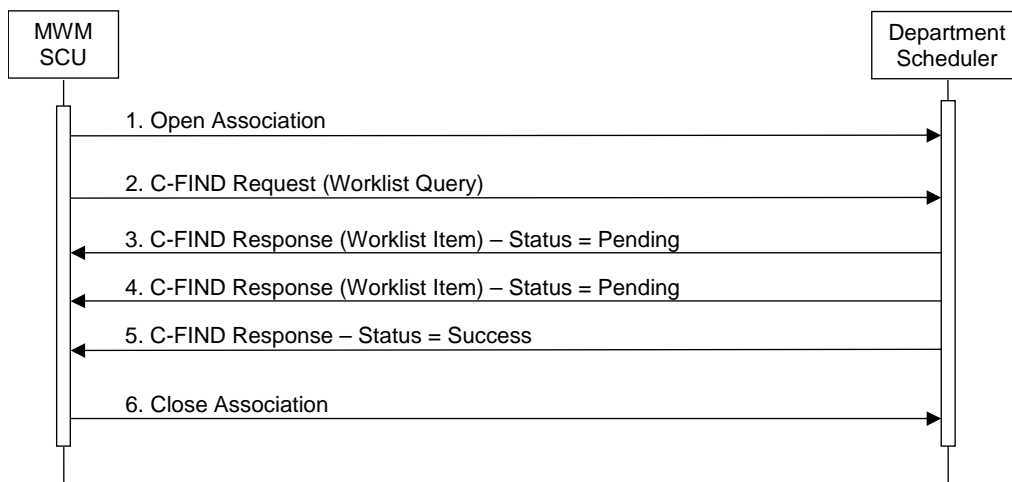 MWM
SCU
Department
Scheduler
1. Open Association
2. C-FIND Request (Worklist Query)
3. C-FIND Response (Worklist Item) – Status = Pending
4. C-FIND Response (Worklist Item) – Status = Pending
5. C-FIND Response – Status = Success
6. Close Association